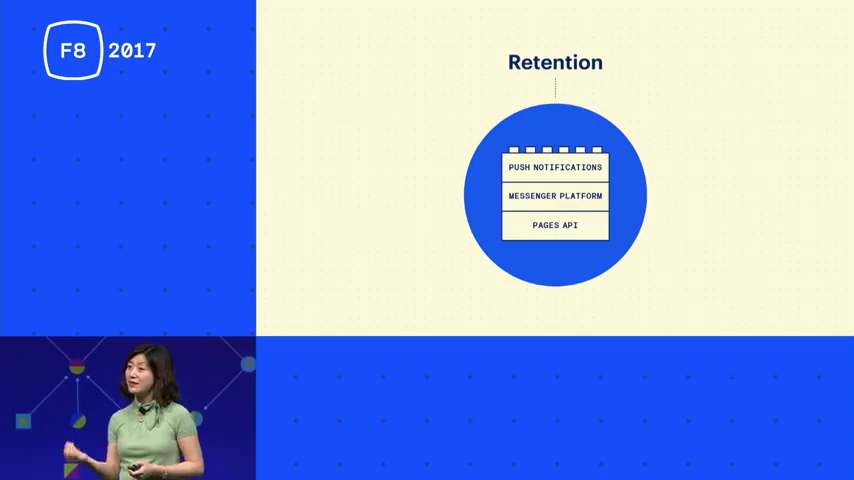 F8 2017
Retention
PUSH NOTIFICATIONS
MESSENGER PLATFORM
PAGES API